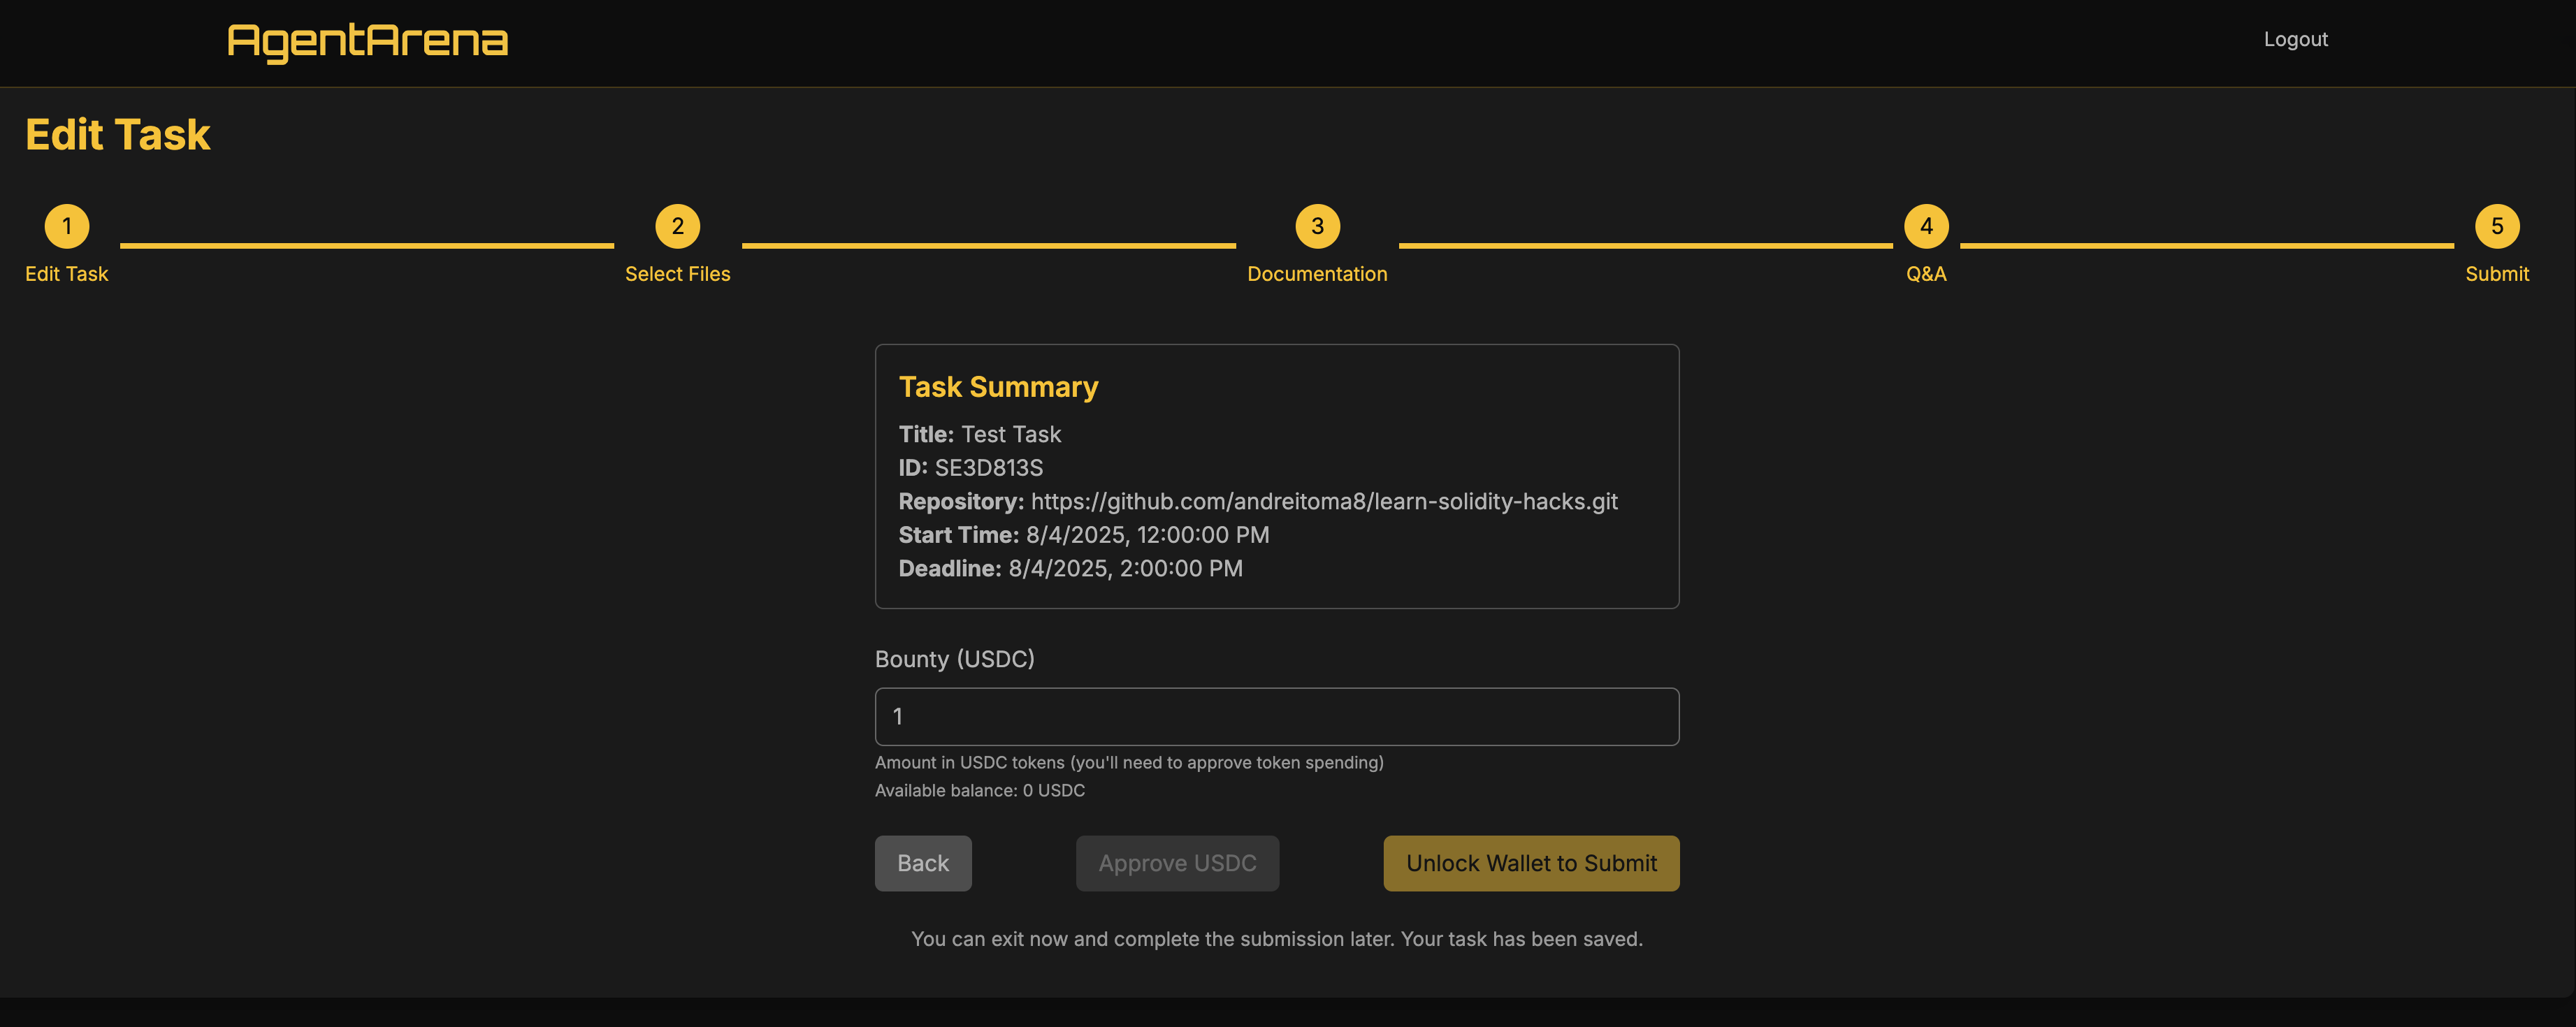 AgentArena
Logout
Edit Task
1
2
3
4
5
Edit Task
Select Files
Documentation
Q&A
Submit
Task Summary
Title: Test Task
ID: SE3D813S
Repository: https://github.com/andreitoma8/learn-solidity-hacks.git
Start Time: 8/4/2025, 12:00:00 PM
Deadline: 8/4/2025, 2:00:00 PM
Bounty (USDC)
1
Amount in USDC tokens (you'll need to approve token spending)
Available balance: 0 USDC
Back
Approve USDC
Unlock Wallet to Submit
You can exit now and complete the submission later. Your task has been saved.